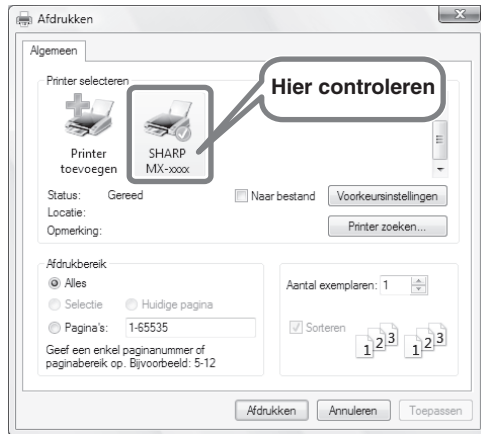 Afdrukken
Algemeen
Printer selecteren
Hier controleren
Printer toevoegen
SHARP MX-xxxx
Status: Gereed
Naar bestand
Voorkeursinstellingen
Locatie:
Opmerking:
Printer zoeken...
Afdrukbereik
Alles
Selectie
Huidige pagina
Pagina's: 1-65535
Geef een enkel paginanummer of
paginabereik op. Bijvoorbeeld: 5-12
Aantal exemplaren: 1
Sorteren
1 2 3 1 2 3
Afdrukken Annuleren Toepassen